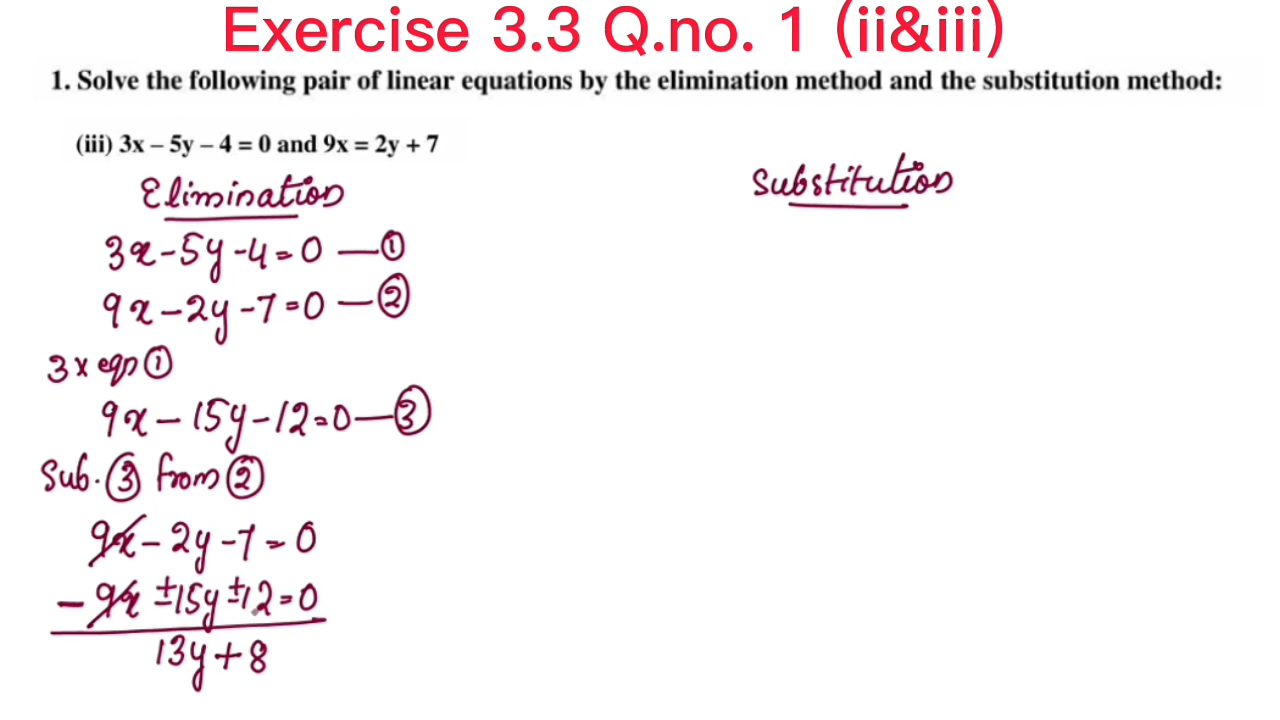 Exercise 3.3 Q.no. 1 (ii&iii)
1. Solve the following pair of linear equations by the elimination method and the substitution method:
(iii) 3x – 5y – 4 = 0 and 9x = 2y + 7
Elimination
3x-5y-4=0 —①
9x-2y-7=0 —②
3 x eqn ①
9x-15y-12=0—③
Sub. ③ from ②
9x-2y-7=0
-9x ±15y ±12=0
13y+8
Substitution